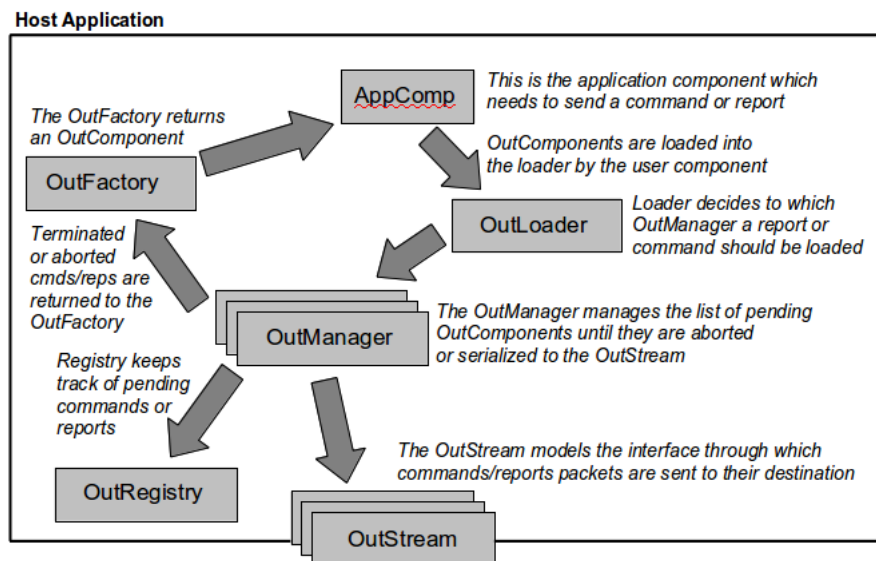 Host Application
AppComp
This is the application component which
needs to send a command or report
The OutFactory returns
an OutComponent
OutComponents are loaded into
the loader by the user component
OutFactory
OutLoader
Loader decides to which
OutManager a report or
command should be loaded
Terminated
or aborted
cmds/reps are
returned to the
OutFactory
OutManager
The OutManager manages the list of pending
OutComponents until they are aborted
or serialized to the OutStream
Registry keeps
track of pending
commands or
reports
The OutStream models the interface through which
commands/reports packets are sent to their destination
OutRegistry
OutStream